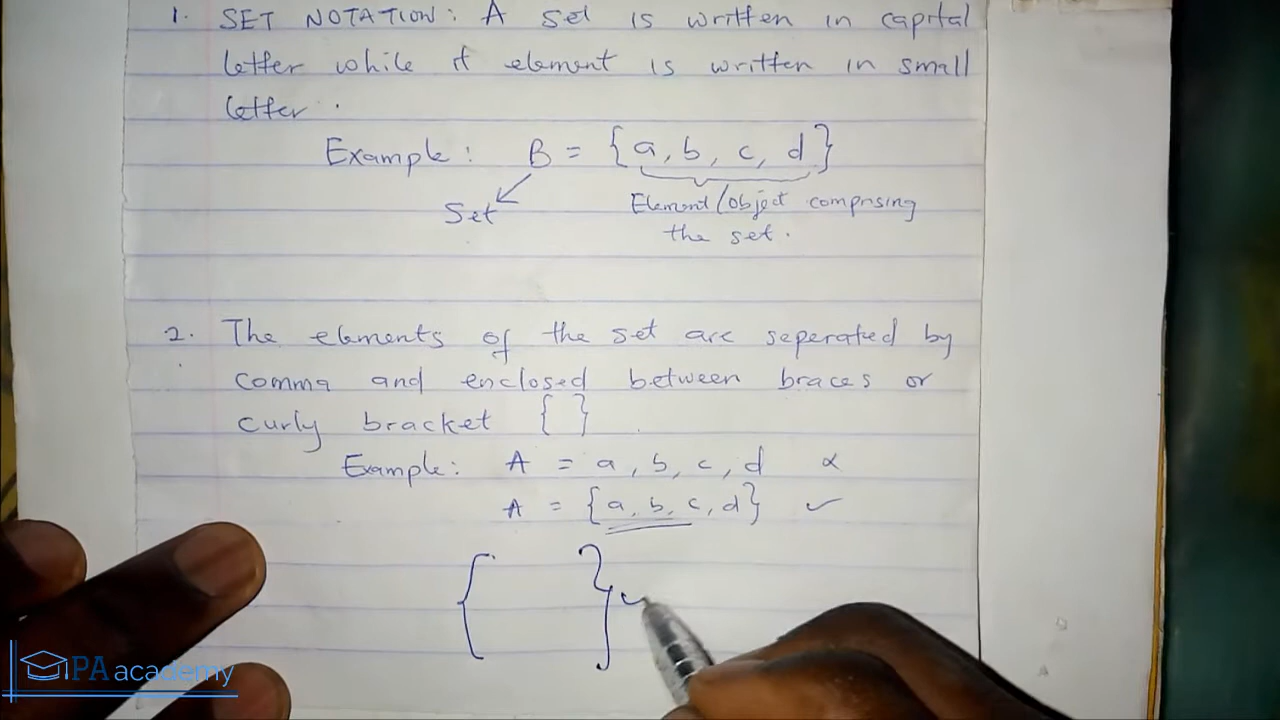 1. SET NOTATION: A set is written in capital
letter while it element is written in small
letter.
Example: B = {a, b, c, d}
Set
Element/object comprising
the set.
2. The elements of the set are seperated by
comma and enclosed between braces or
curly bracket { }
Example: A = a, b, c, d ×
A = {a, b, c, d} ✓
{ }
PA academy